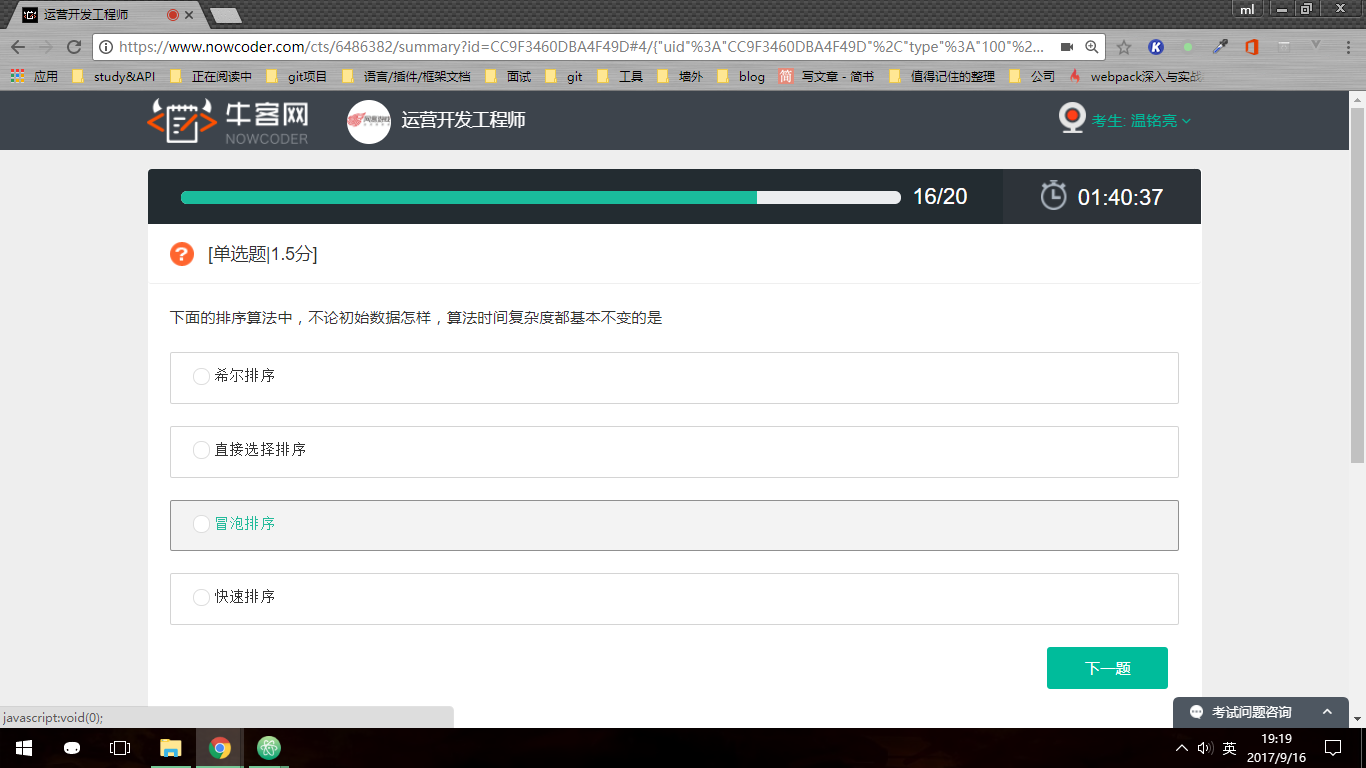 运营开发工程师
ml
https://www.nowcoder.com/cts/6486382/summary?id=CC9F3460DBA4F49D#4/{"uid"%3A"CC9F3460DBA4F49D"%2C"type"%3A"100"%2...
应用 study&API 正在阅读中 git项目 语言/插件/框架文档 面试 git 工具 墙外 blog 简 写文章 - 简书 值得记住的整理 公司 webpack深入与实战
牛客网
NOWCODER
运营开发工程师
考生: 温铭亮
16/20
01:40:37
? [单选题|1.5分]
下面的排序算法中，不论初始数据怎样，算法时间复杂度都基本不变的是
希尔排序
直接选择排序
冒泡排序
快速排序
下一题
javascript:void(0);
考试问题咨询
英
19:19
2017/9/16